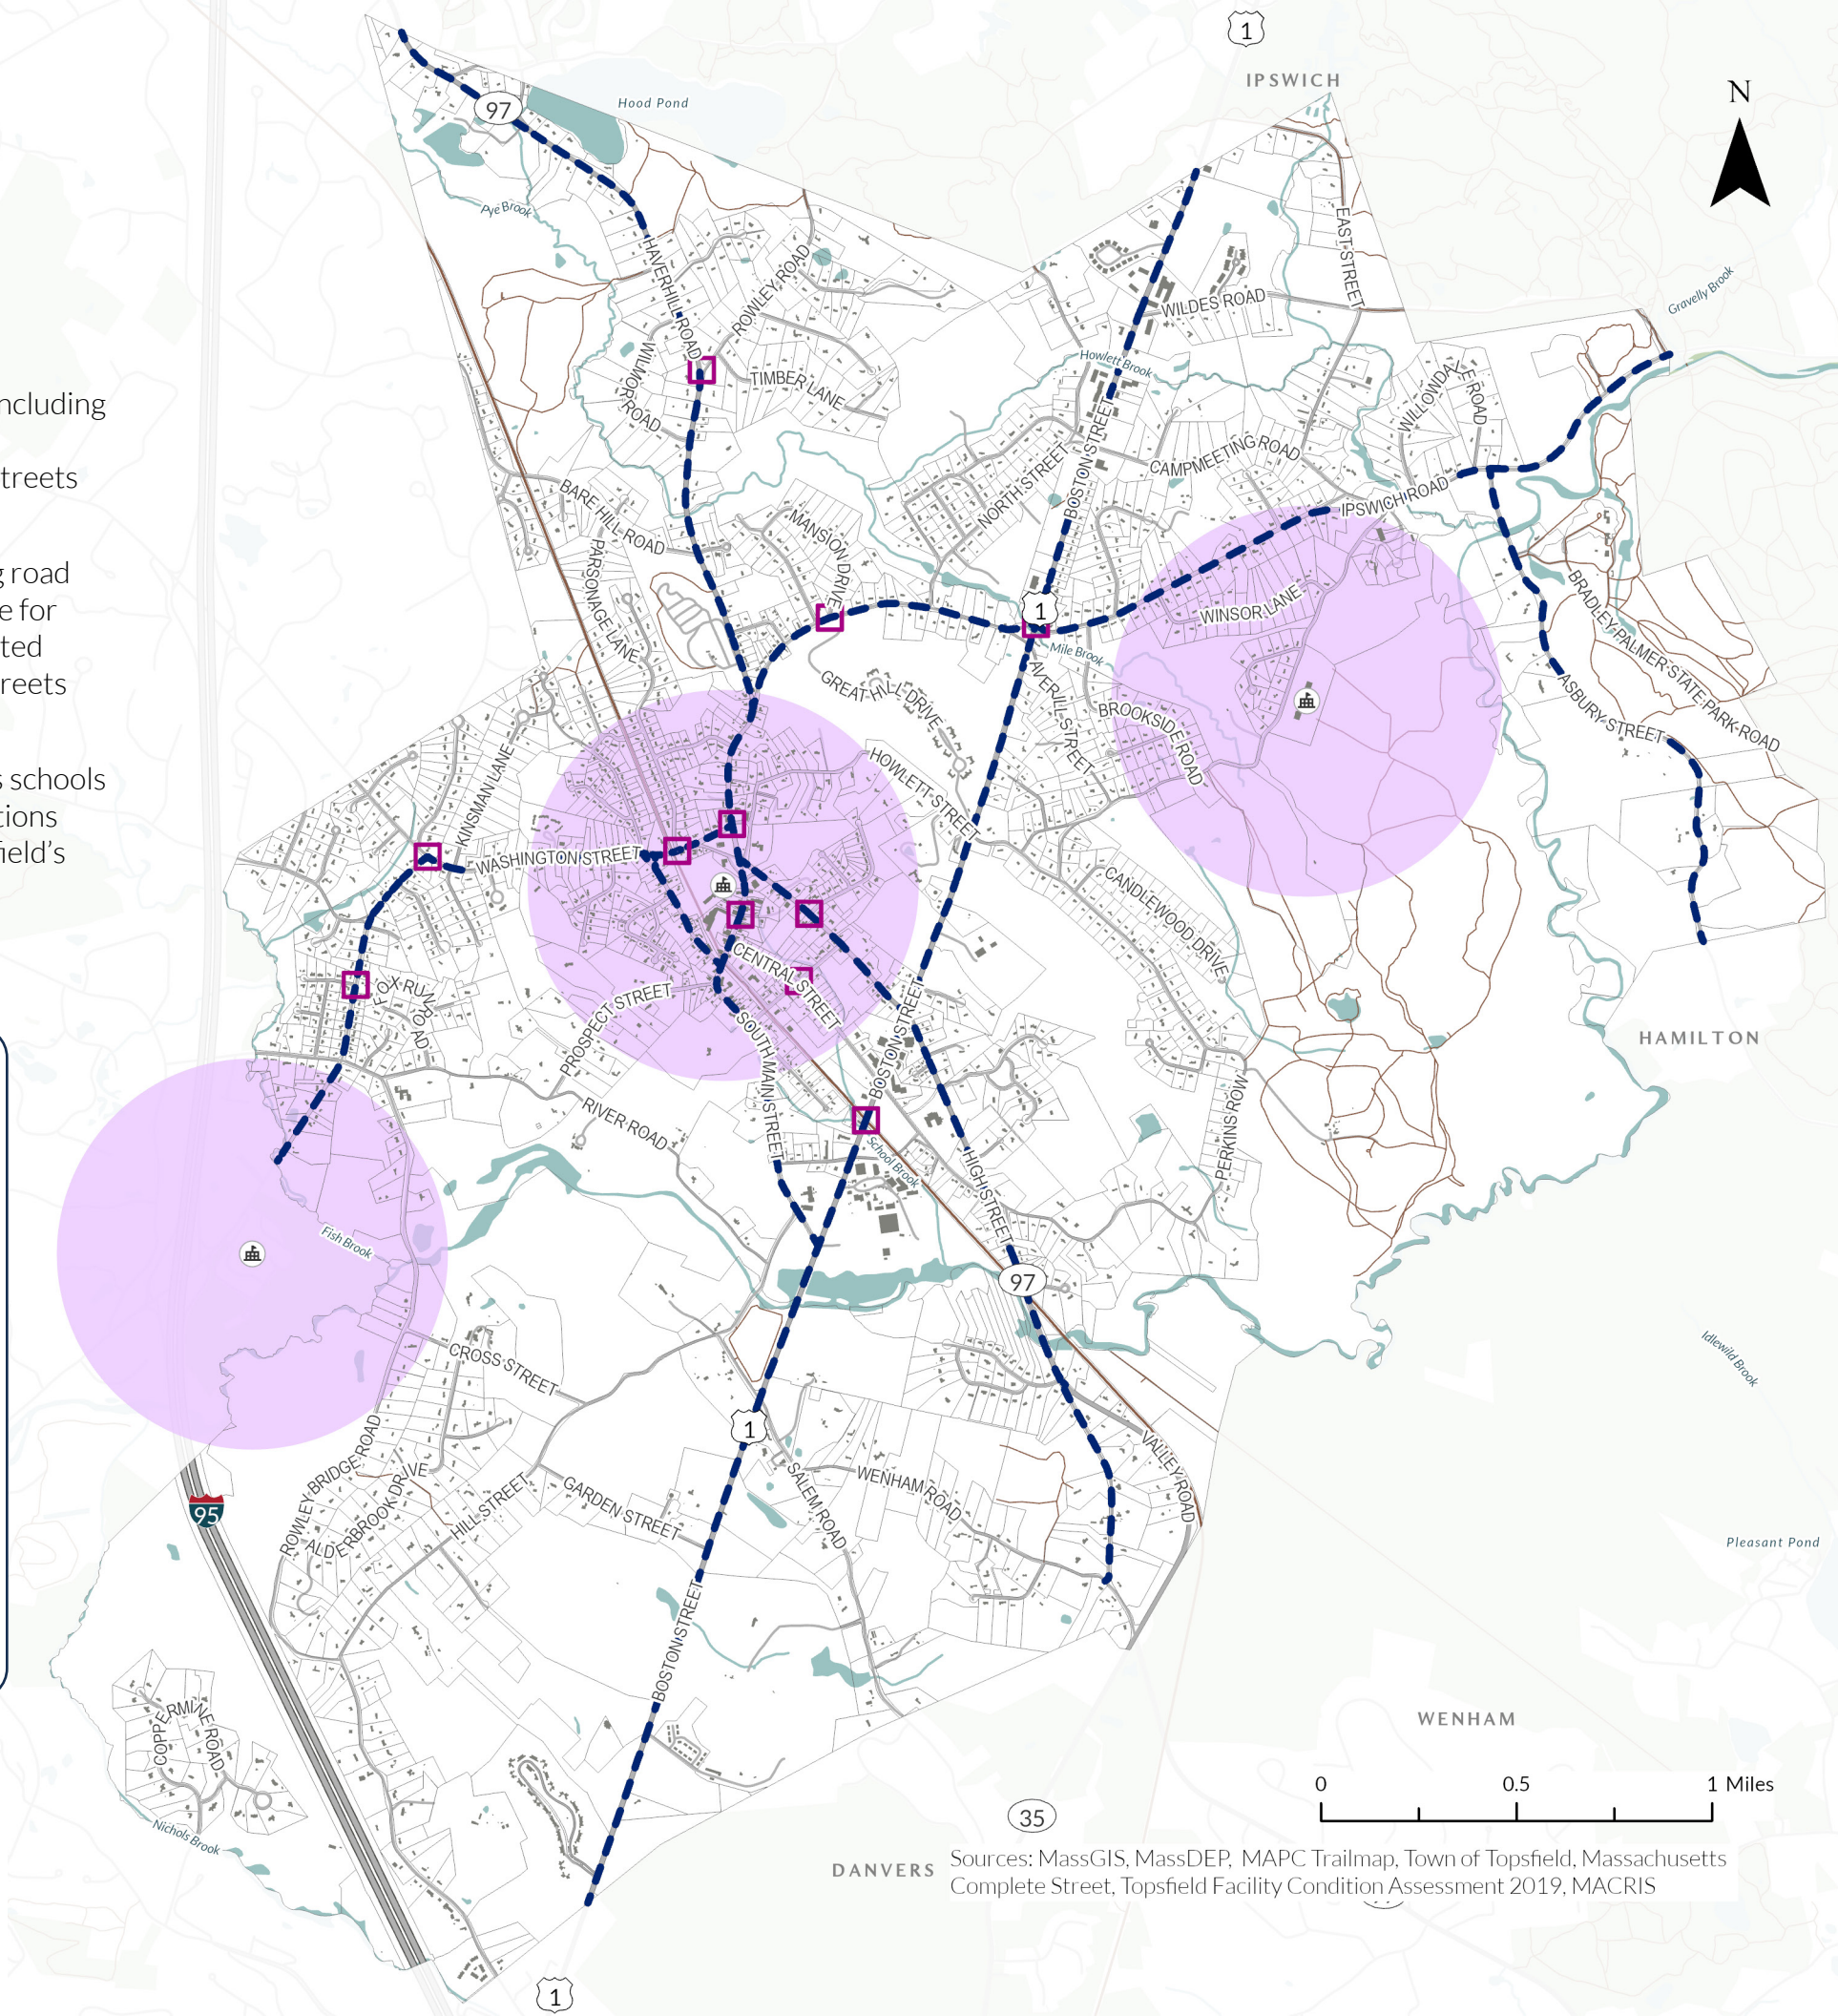 1
IPSWICH
N
97
Hood Pond
Pye Brook
HAVERHILL ROAD
ROWLEY ROAD
EAST STREET
WILDES ROAD
Gravelly Brook
Howlett Brook
WILLOW ROAD
TIMBER LANE
WILLOWDALE ROAD
ncluding
treets
BOSTON STREET
CAMPMEETING ROAD
NORTH STREET
IPSWICH ROAD
BARE HILL ROAD
MANSION DRIVE
PARSONAGE LANE
g road
e for
ted
reets
1
WINSOR LANE
BRADLEY PALMER STATE PARK ROAD
Mile Brook
AVERILL STREET
GREAT HILL DRIVE
BROOKSIDE ROAD
ASBURY STREET
s schools
tions
field's
KINSMAN LANE
HOWLETT STREET
WASHINGTON STREET
CANDLEWOOD DRIVE
CENTRAL STREET
FOX RUN ROAD
PROSPECT STREET
SOUTH MAIN STREET
BOSTON STREET
HAMILTON
RIVER ROAD
School Brook
HIGH STREET
PERKINS ROW
Fish Brook
97
CROSS STREET
Idlewild Brook
1
ROWLEY BRIDGE ROAD
ALDERBROOK DRIVE
HILL STREET
GARDEN STREET
SALEM ROAD
WENHAM ROAD
VALLEY ROAD
95
Pleasant Pond
BOSTON STREET
COPPERMINE ROAD
WENHAM
0 0.5 1 Miles
35
Nichols Brook
DANVERS
Sources: MassGIS, MassDEP, MAPC Trailmap, Town of Topsfield, Massachusetts
Complete Street, Topsfield Facility Condition Assessment 2019, MACRIS
1